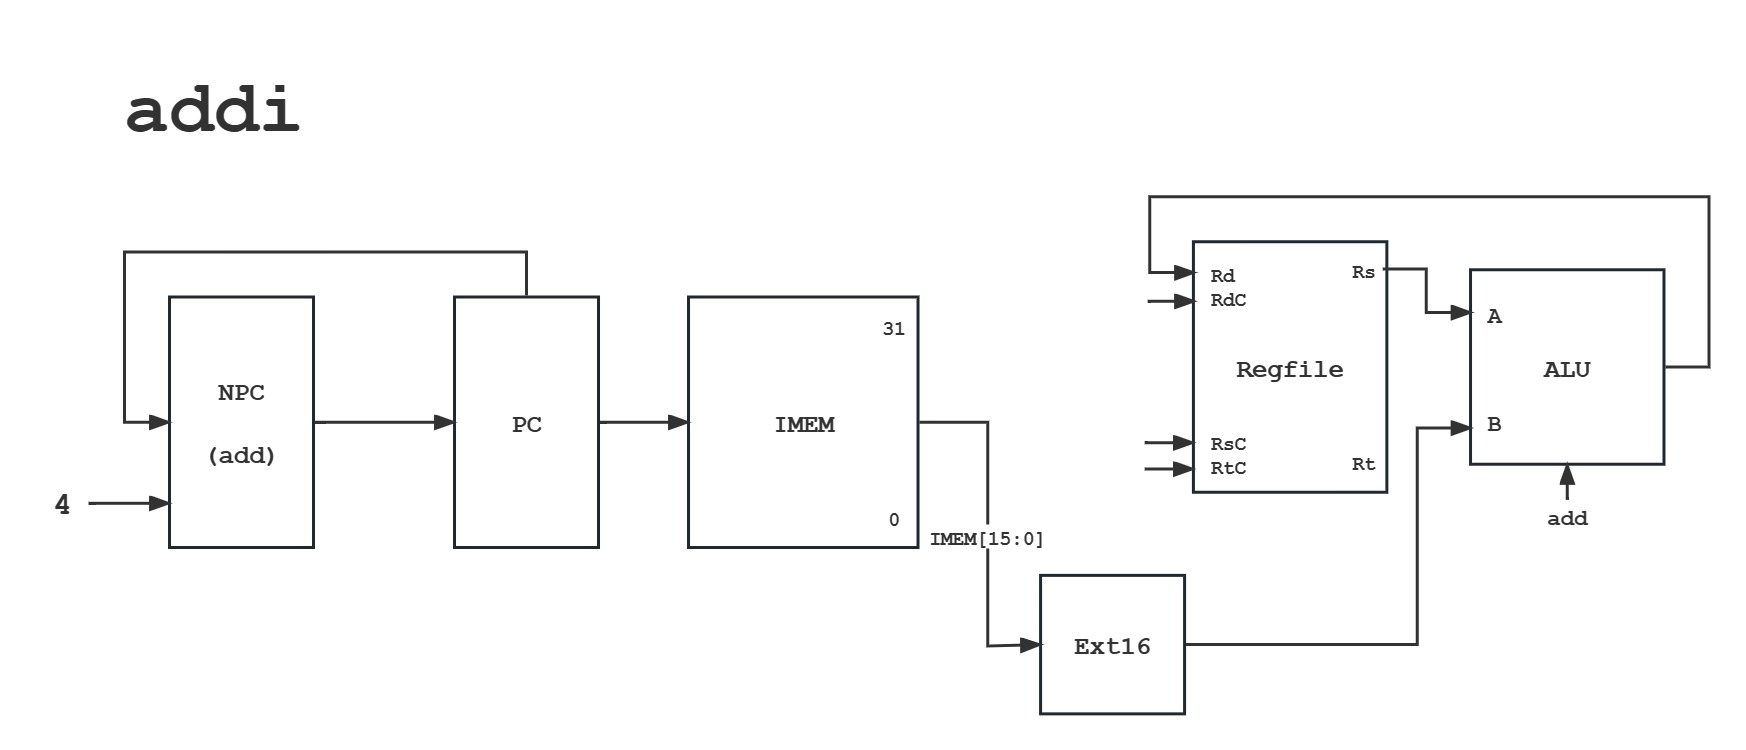 addi
NPC
(add)
4
PC
IMEM
31
0
IMEM[15:0]
Ext16
Rd
RdC
Rs
Regfile
RsC
RtC
Rt
A
ALU
B
add